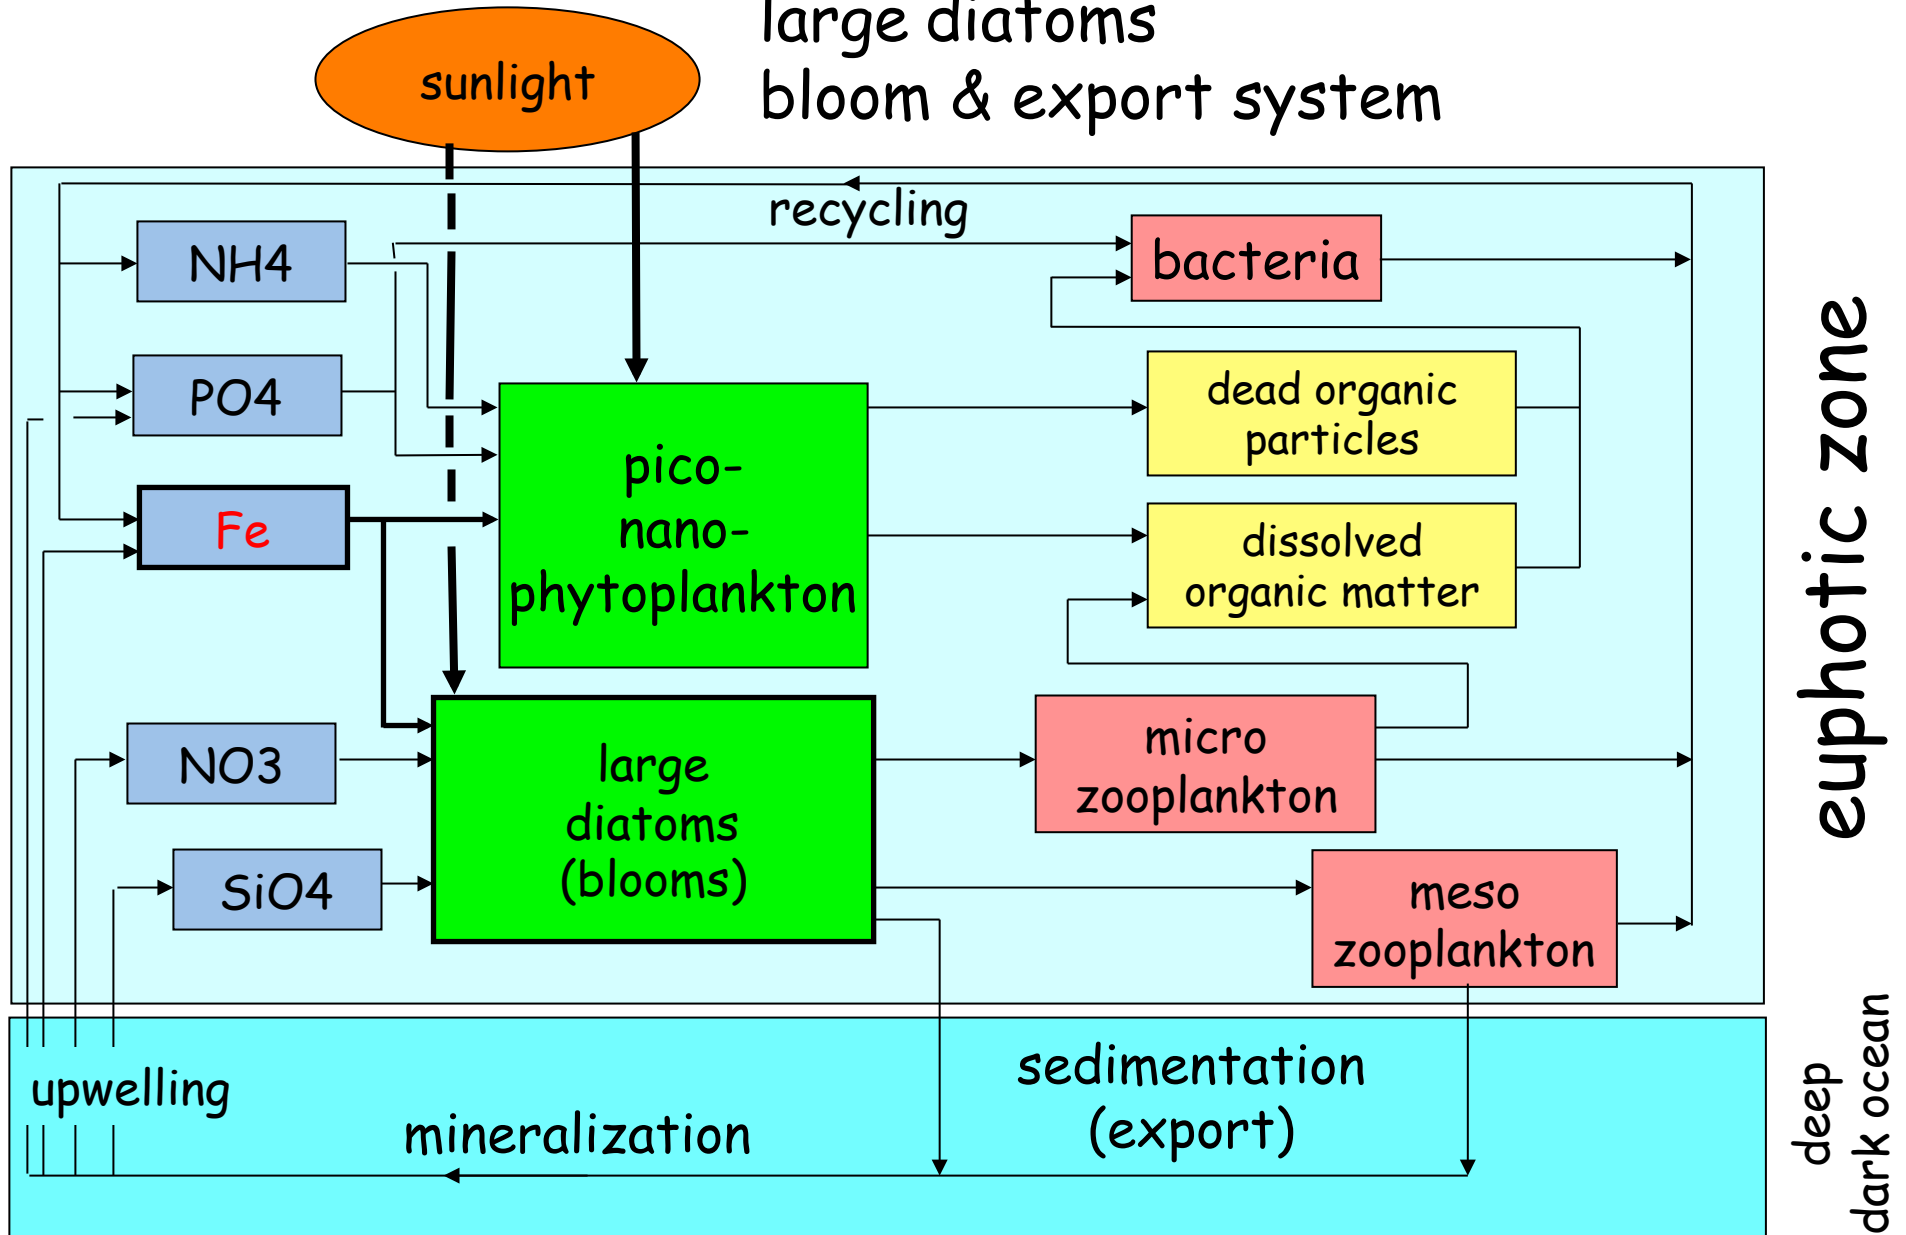 large diatoms
bloom & export system
sunlight
recycling
NH4
bacteria
PO4
dead organic
particles
pico-
nano-
phytoplankton
Fe
dissolved
organic matter
NO3
large
diatoms
(blooms)
micro
zooplankton
SiO4
meso
zooplankton
euphotic zone
upwelling
mineralization
sedimentation
(export)
deep
dark ocean